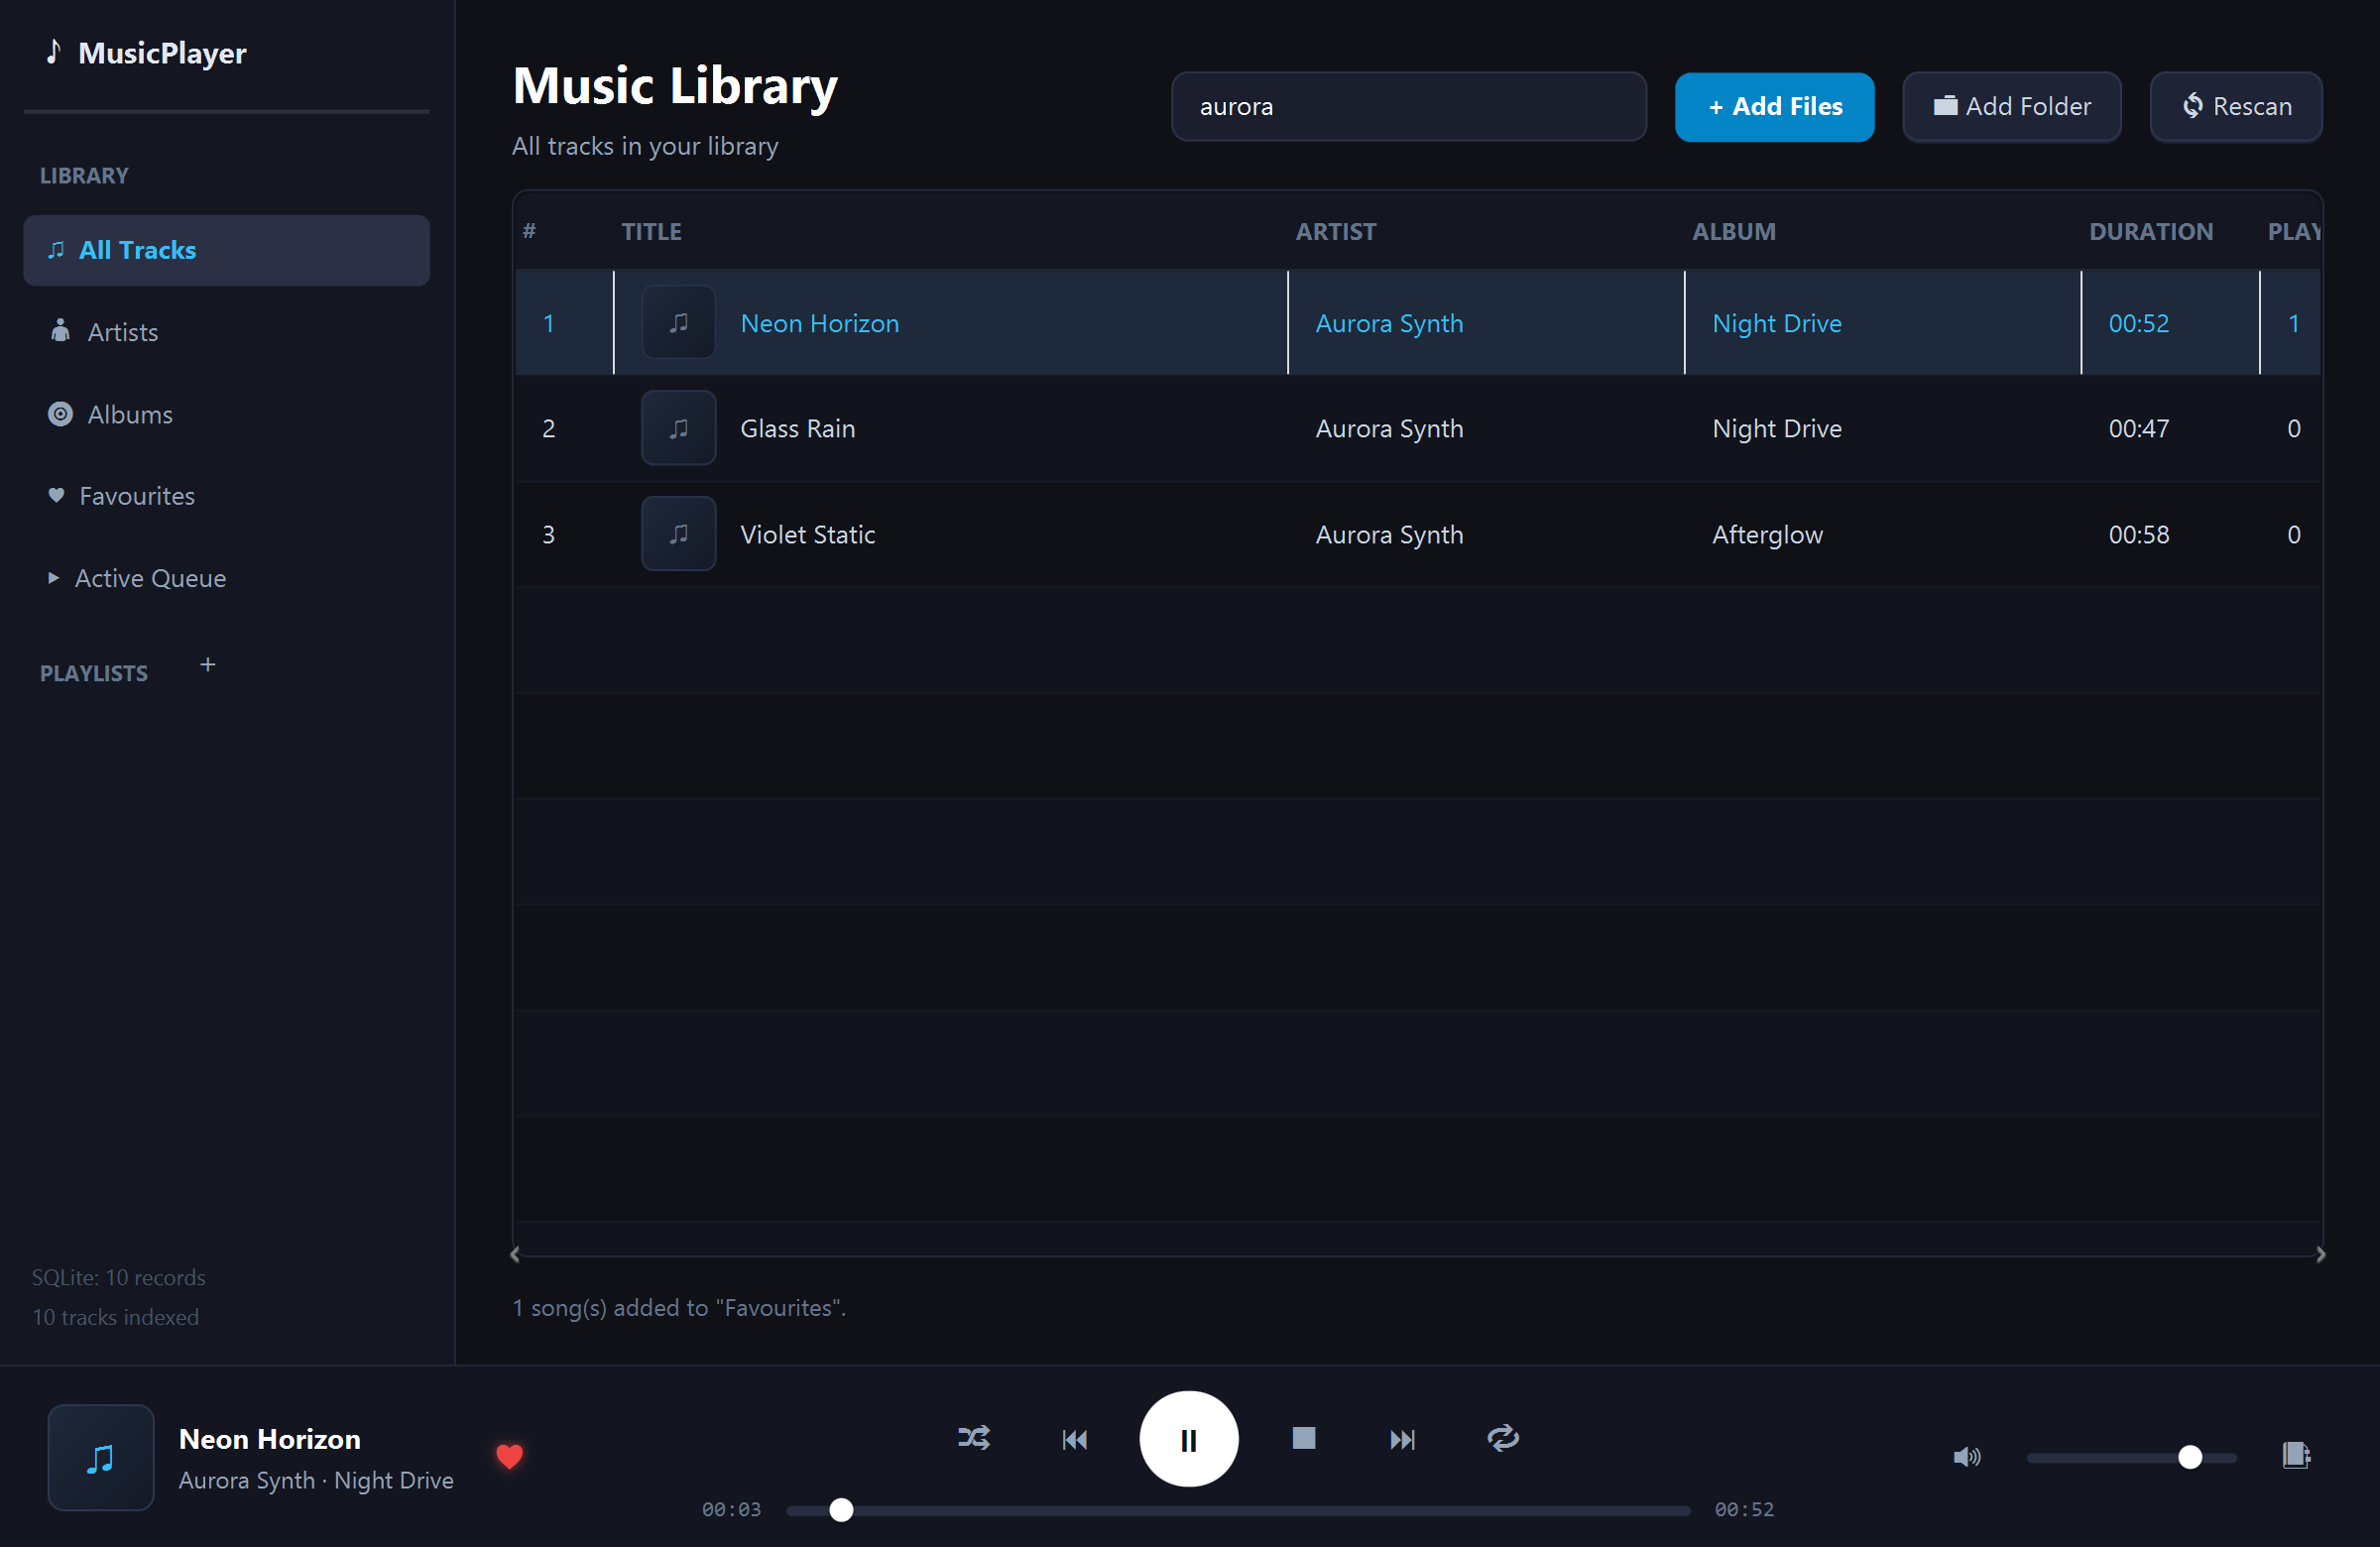 MusicPlayer
LIBRARY
All Tracks
Artists
Albums
Favourites
Active Queue
PLAYLISTS +
SQLite: 10 records
10 tracks indexed
Music Library
All tracks in your library
aurora
+ Add Files
Add Folder
Rescan
# TITLE ARTIST ALBUM DURATION PLAY
1 Neon Horizon Aurora Synth Night Drive 00:52 1
2 Glass Rain Aurora Synth Night Drive 00:47 0
3 Violet Static Aurora Synth Afterglow 00:58 0
1 song(s) added to "Favourites".
Neon Horizon
Aurora Synth · Night Drive
00:03
00:52